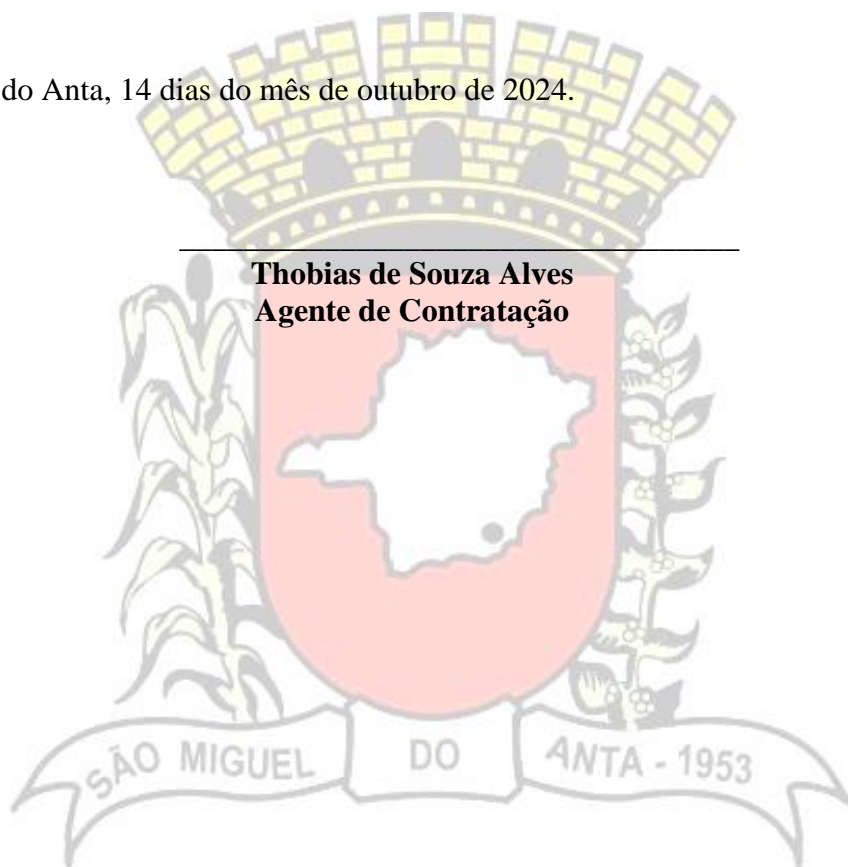 do Anta, 14 dias do mês de outubro de 2024.
Thobias de Souza Alves
Agente de Contratação
SÃO MIGUEL DO ANTA - 1953